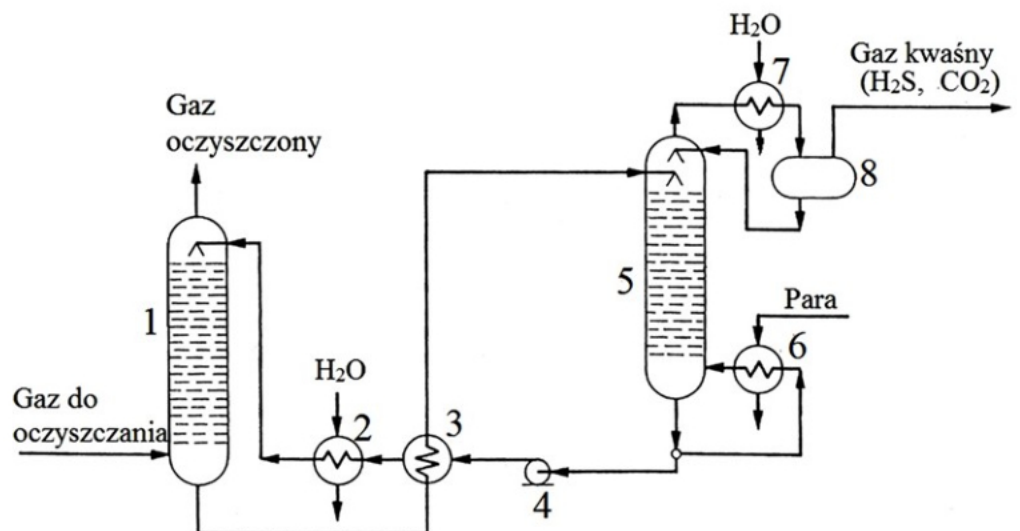 H₂O
7
Gaz kwaśny
(H₂S, CO₂)
Gaz
oczyszczony
8
5
1
Para
6
H₂O
Gaz do
oczyszczania
2
3
4